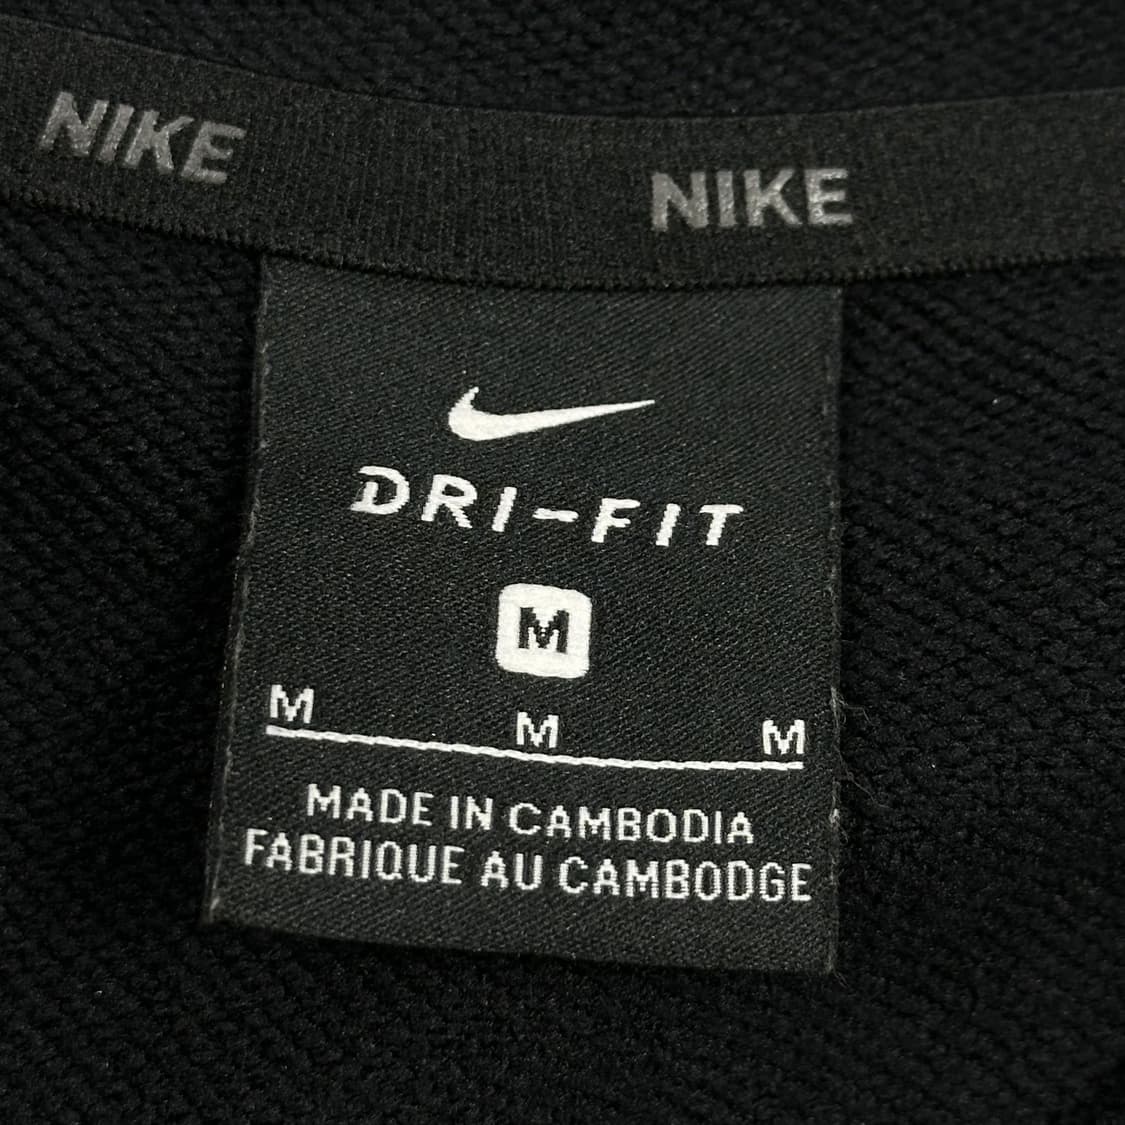 NIKE NIKE
DRI-FIT
M
M M M
MADE IN CAMBODIA
FABRIQUE AU CAMBODGE